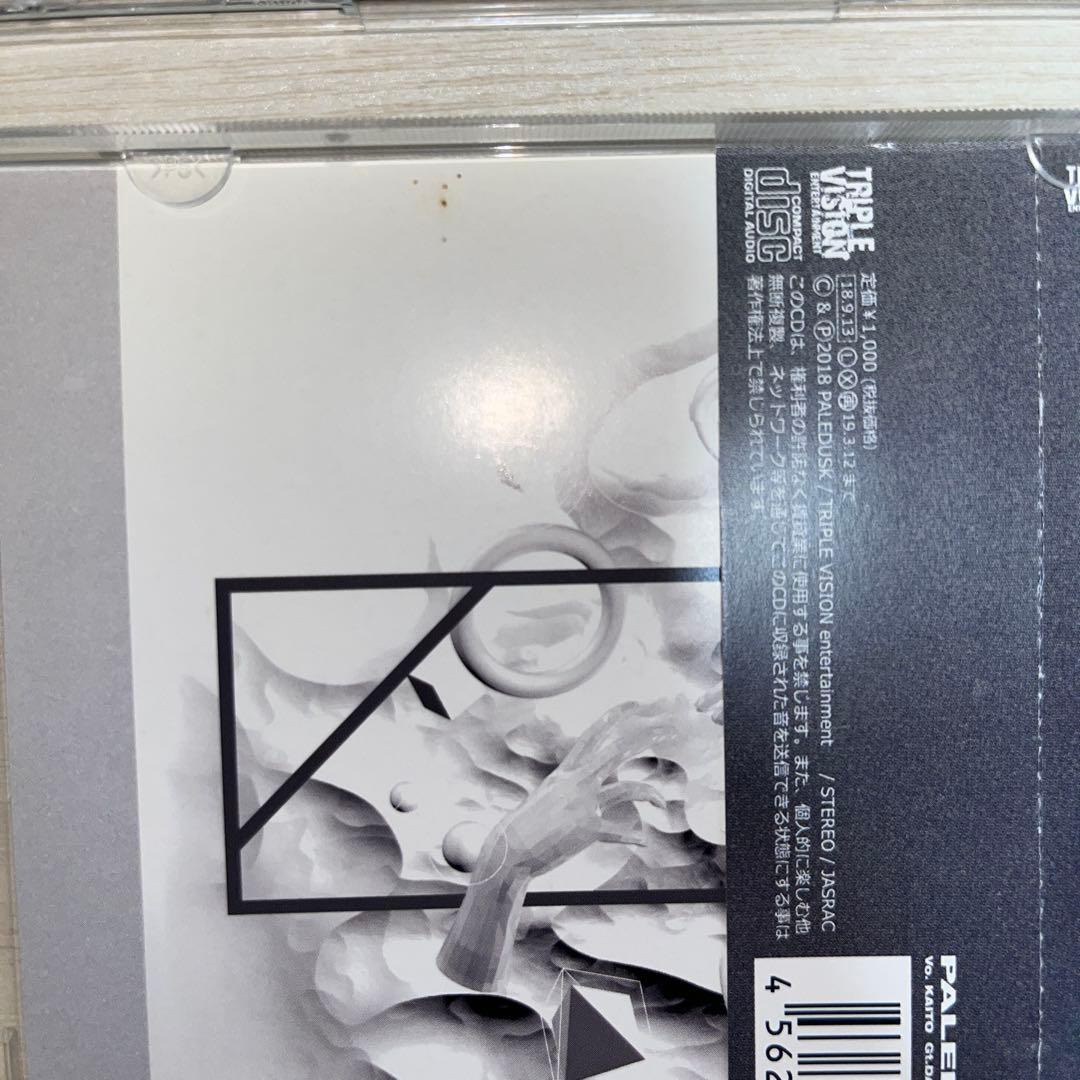 TRIPLE
VISION
ENTERTAINMENT
COMPACT
disc
DIGITAL AUDIO
定価¥1,000 (税抜価格)
18.9.13 Ⓛ Ⓧ 19.3.12 まで
© & ℗2018 PALEDUSK / TRIPLE VISION entertainment / STEREO / JASRAC
このCDは、権利者の許諾なく賃貸業に使用する事を禁じます。また、個人的に楽しむ他
無断複製、ネットワーク等を通じてこのCDに収録された音を送信できる状態にする事は
著作権法上で禁じられています。
Vo. KAITO Gt.
4 562